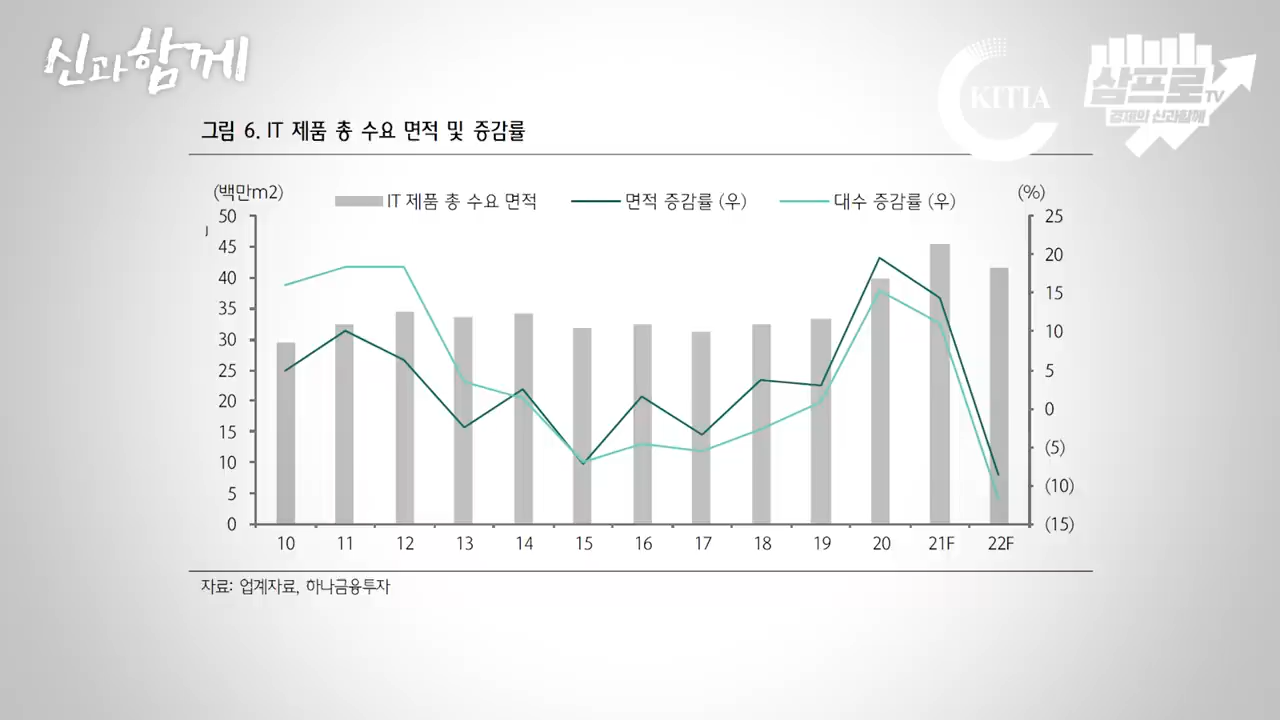 신과함께
KITIA
삼프로TV
경제의 신과함께
그림 6. IT 제품 총 수요 면적 및 증감률
(백만m2)
IT 제품 총 수요 면적
면적 증감률 (우)
대수 증감률 (우)
(%)
50
45
40
35
30
25
20
15
10
5
0
25
20
15
10
5
0
(5)
(10)
(15)
10 11 12 13 14 15 16 17 18 19 20 21F 22F
자료: 업계자료, 하나금융투자